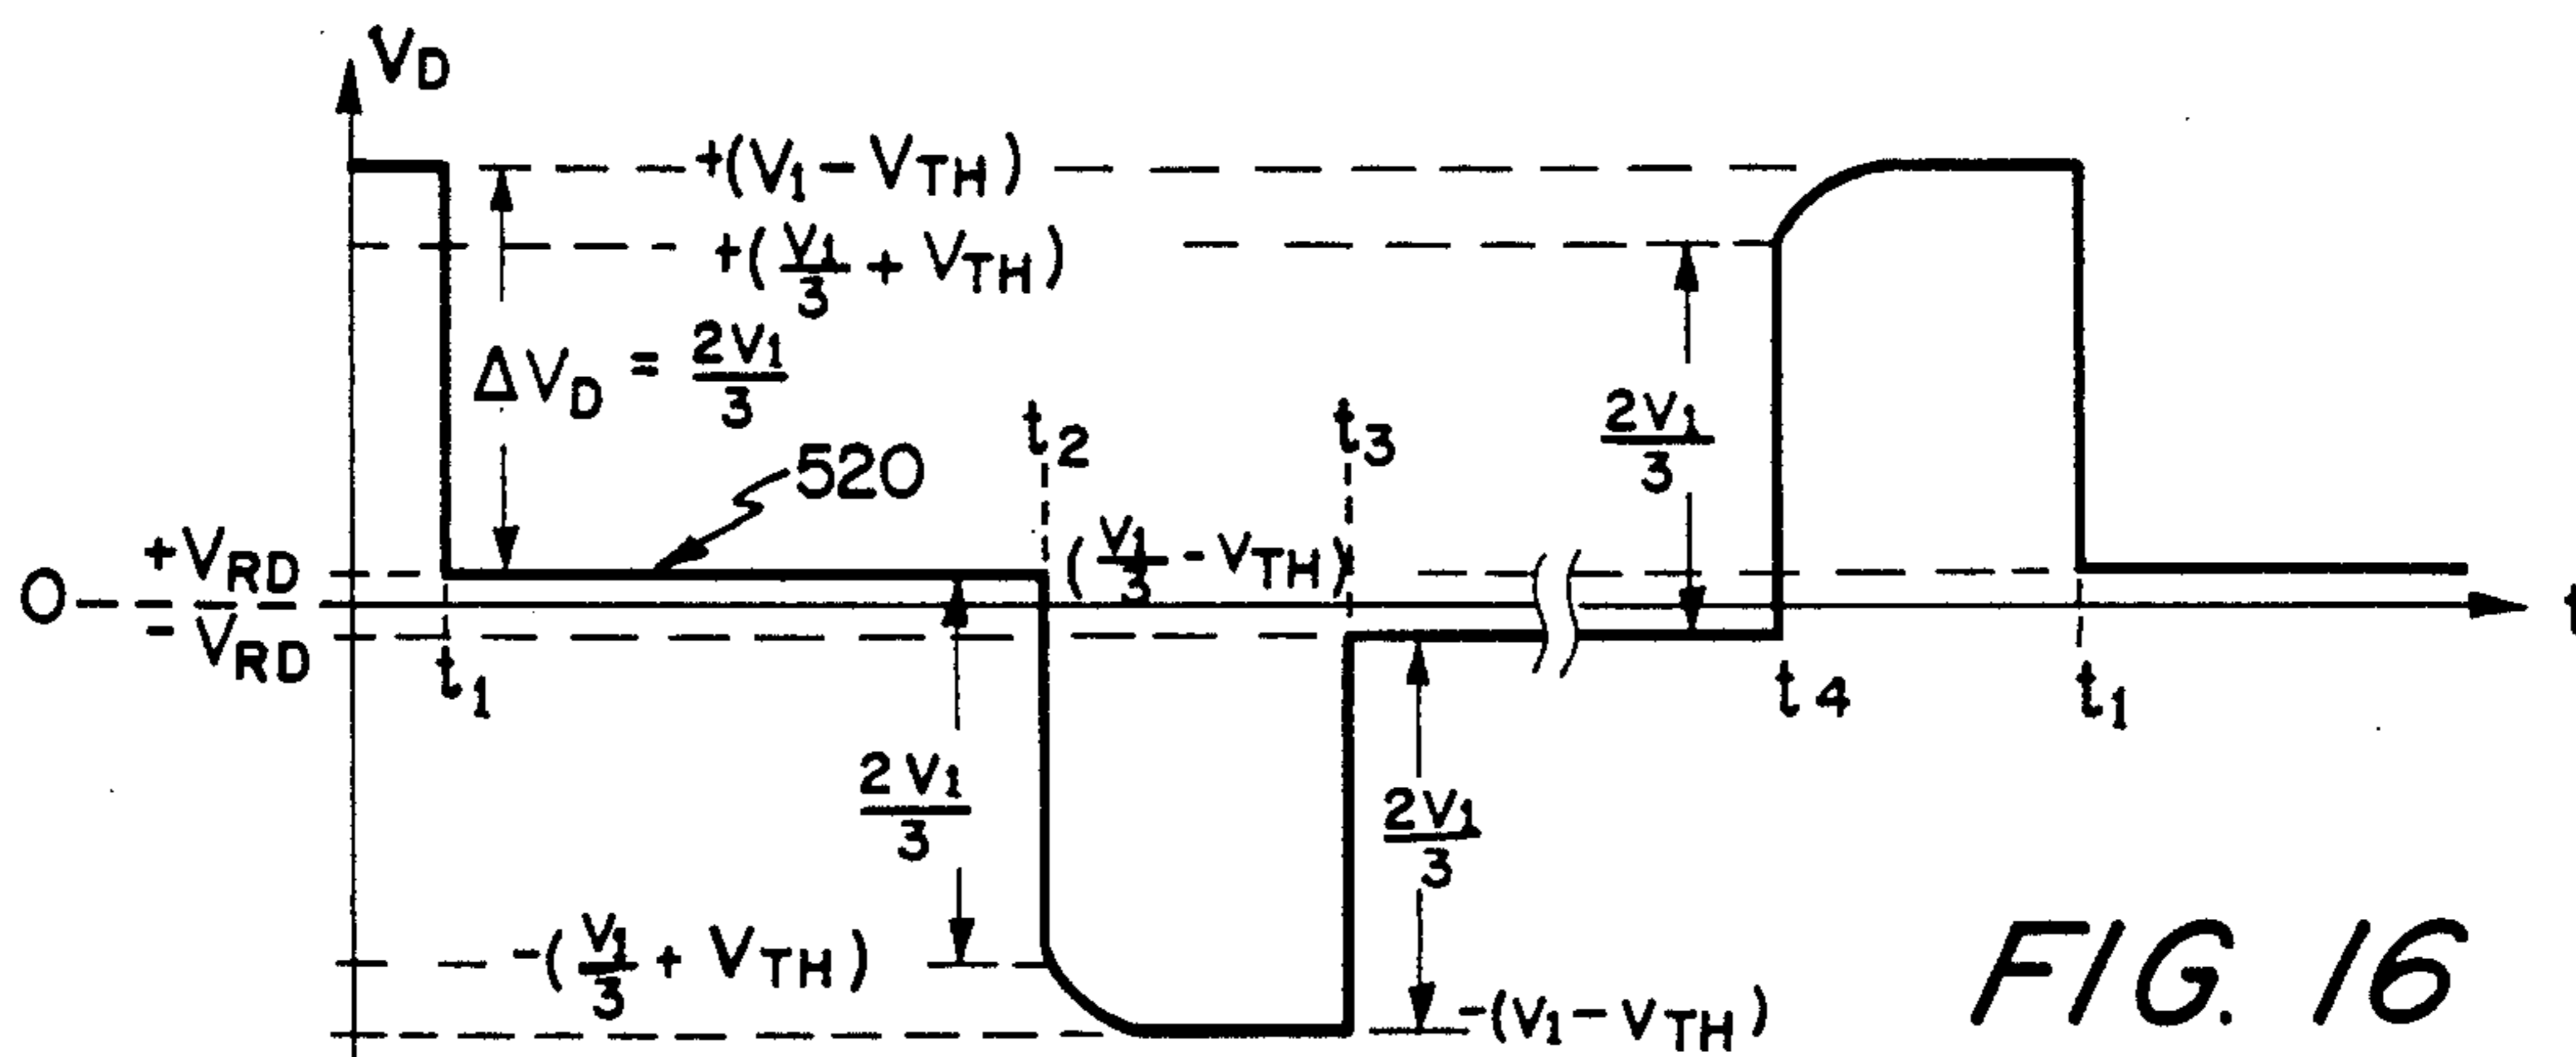 V_D
+(V_1 - V_TH)
+(V_1/3 + V_TH)
ΔV_D = 2V_1/3
520
t_2
t_3
2V_1/3
+V_RD
(V_1/3 - V_TH)
0
-V_RD
t
t_1
t_4
t_1
2V_1/3
2V_1/3
-(V_1/3 + V_TH)
-(V_1 - V_TH)
FIG. 16